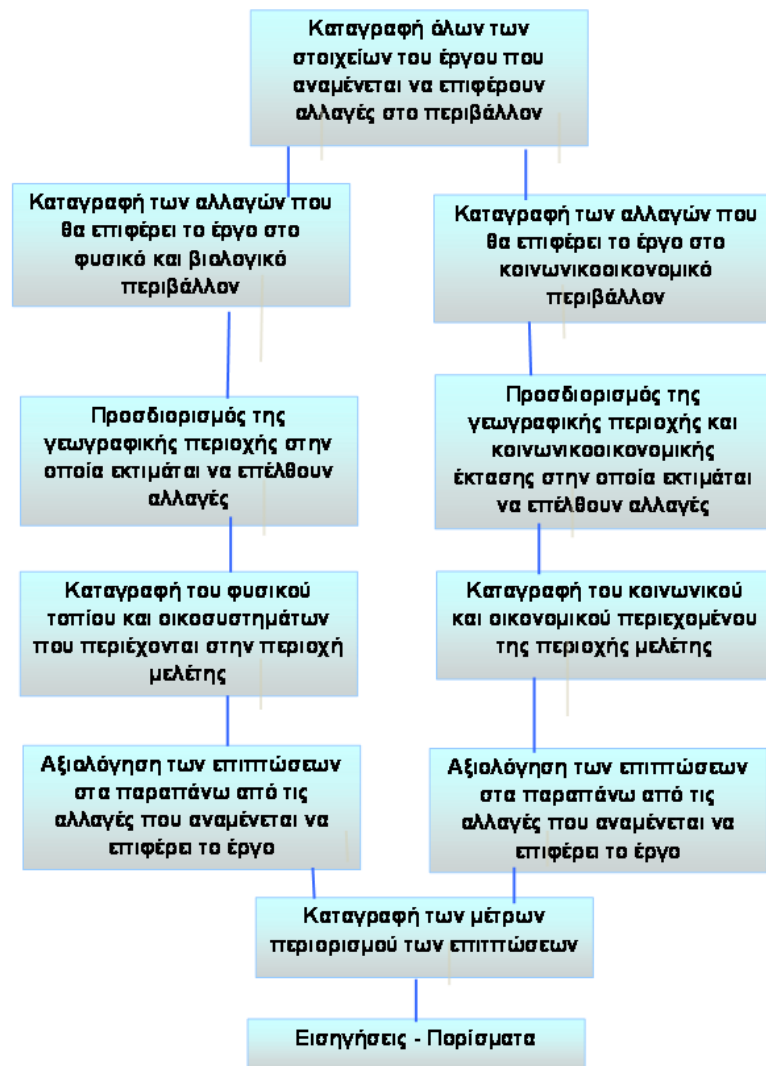 Καταγραφή όλων των
στοιχείων του έργου που
αναμένεται να επιφέρουν
αλλαγές στο περιβάλλον
Καταγραφή των αλλαγών που
θα επιφέρει το έργο στο
φυσικό και βιολογικό
περιβάλλον
Καταγραφή των αλλαγών που
θα επιφέρει το έργο στο
κοινωνικοοικονομικό
περιβάλλον
Προσδιορισμός της
γεωγραφικής περιοχής στην
οποία εκτιμάται να επέλθουν
αλλαγές
Προσδιορισμός της
γεωγραφικής περιοχής και
κοινωνικοοικονομικής
έκτασης στην οποία εκτιμάται
να επέλθουν αλλαγές
Καταγραφή του φυσικού
τοπίου και οικοσυστημάτων
που περιέχονται στην περιοχή
μελέτης
Καταγραφή του κοινωνικού
και οικονομικού περιεχομένου
της περιοχής μελέτης
Αξιολόγηση των επιπτώσεων
στα παραπάνω από τις
αλλαγές που αναμένεται να
επιφέρει το έργο
Αξιολόγηση των επιπτώσεων
στα παραπάνω από τις
αλλαγές που αναμένεται να
επιφέρει το έργο
Καταγραφή των μέτρων
περιορισμού των επιπτώσεων
Εισηγήσεις - Πορίσματα